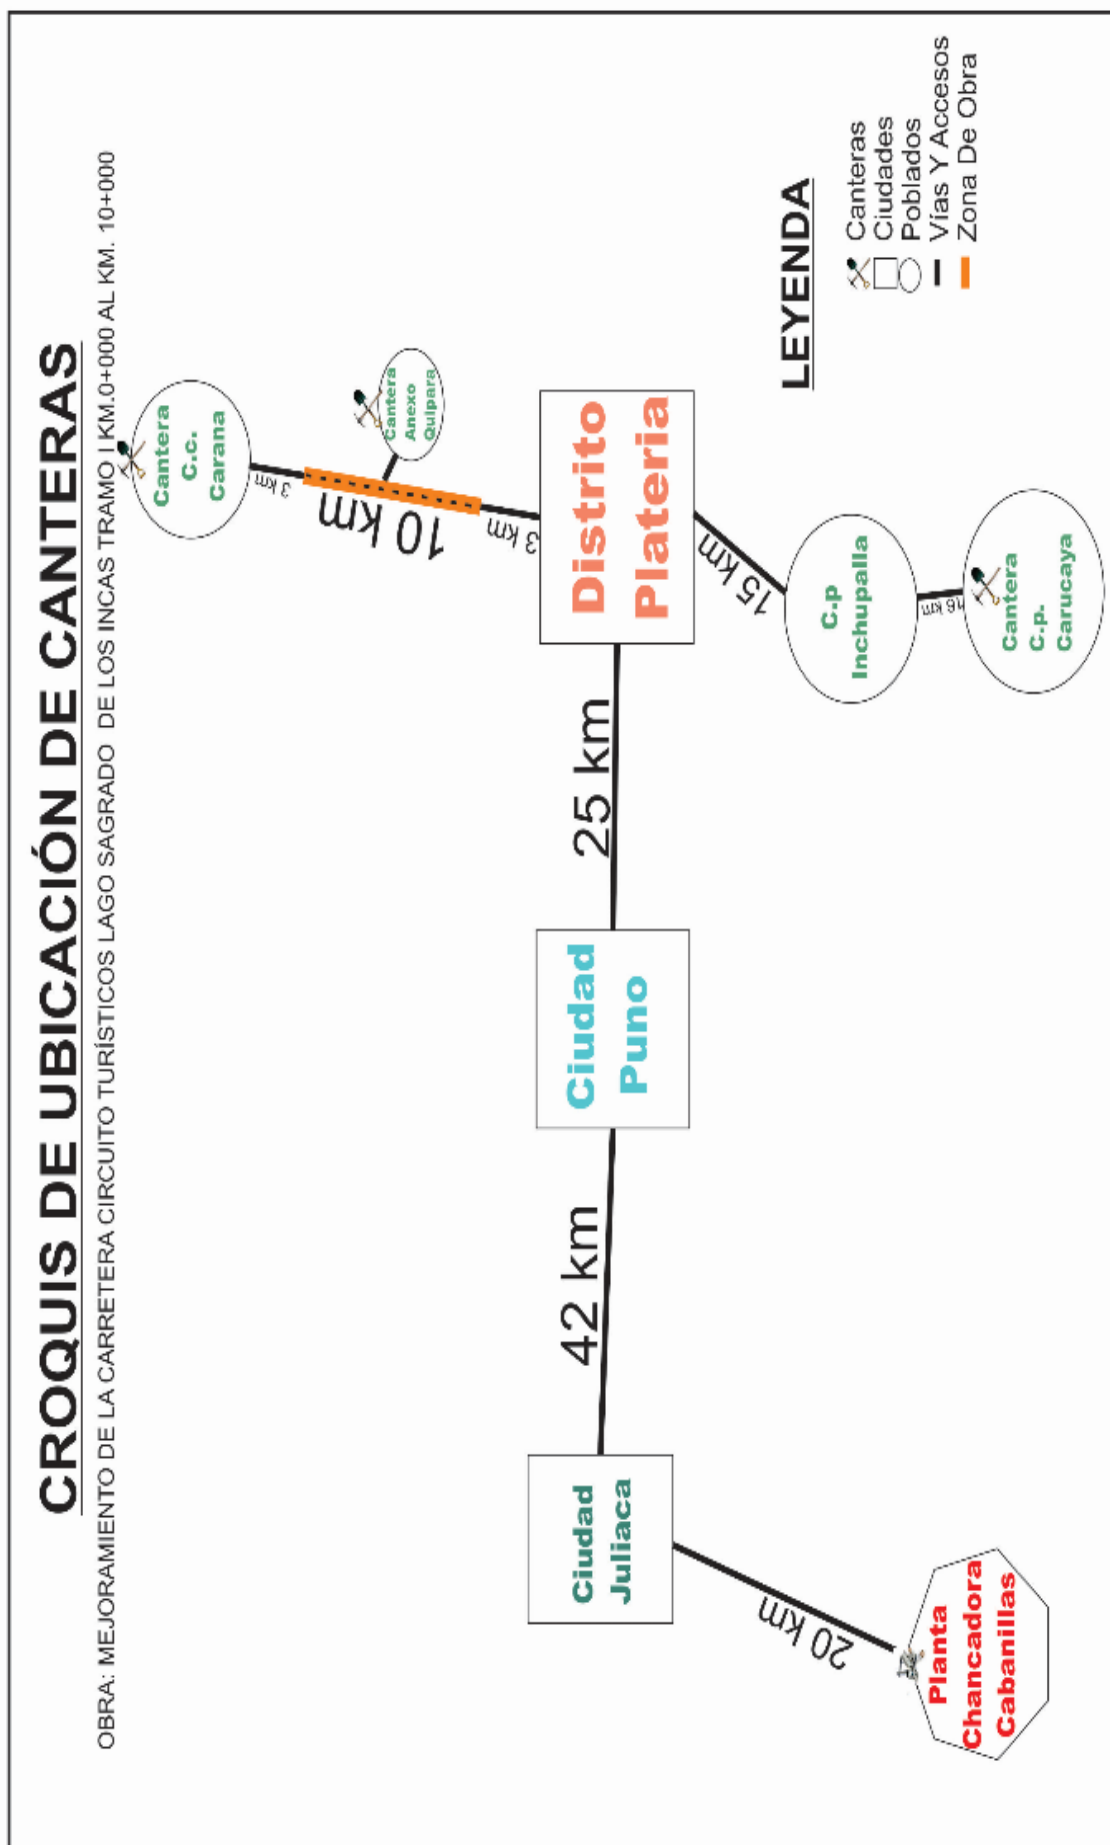 CROQUIS DE UBICACIÓN DE CANTERAS
OBRA: MEJORAMIENTO DE LA CARRETERA CIRCUITO TURÍSTICOS LAGO SAGRADO DE LOS INCAS TRAMO I KM.0+000 AL KM. 10+000
Cantera
C.c.
Carana
3 km
10 km
Cantera
Anexo
Quipara
3 km
Distrito
Plateria
25 km
Ciudad
Puno
42 km
Ciudad
Juliaca
20 km
Planta
Chancadora
Cabanillas
15 km
C.p
Inchupalla
16 km
Cantera
C.p.
Carucaya
LEYENDA
Canteras
Ciudades
Poblados
Vías Y Accesos
Zona De Obra